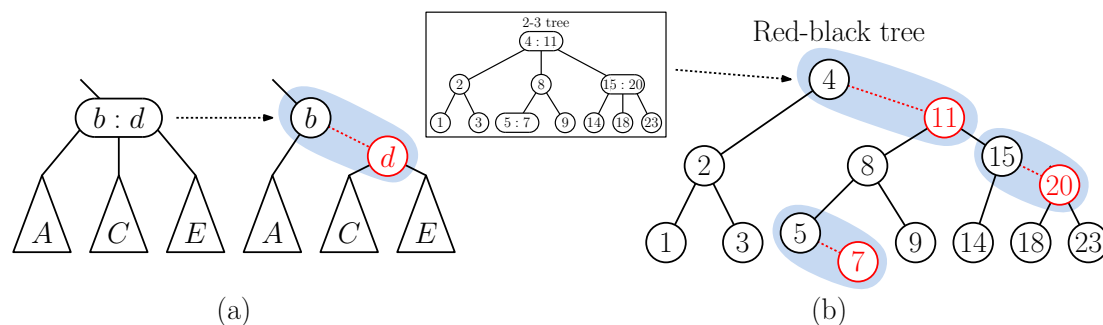 2-3 tree
4 : 11
2 8 15 : 20
1 3 5 : 7 9 14 18 23
Red-black tree
b : d
b
d
A C E
A C E
4
11
2 8 15
20
1 3 5 9 14 18 23
7
(a)
(b)